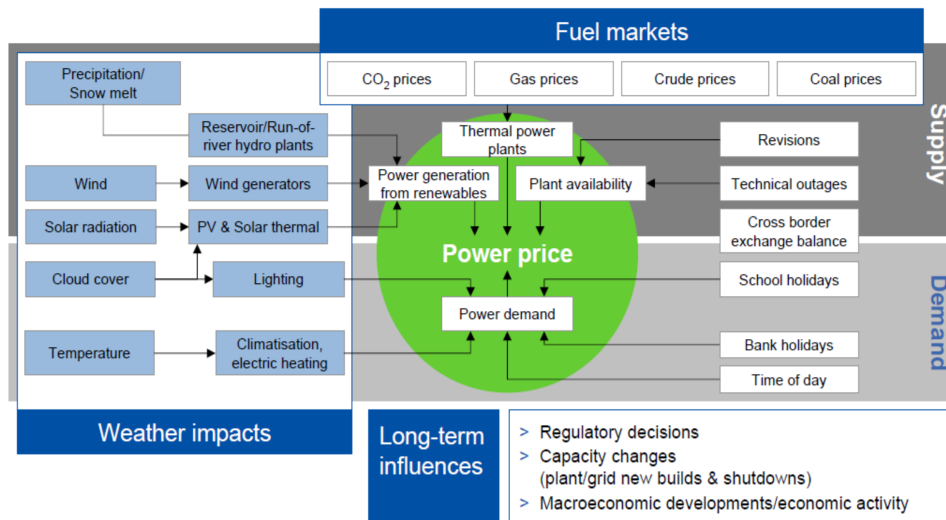 Fuel markets
CO₂ prices
Gas prices
Crude prices
Coal prices
Precipitation/
Snow melt
Reservoir/Run-of-
river hydro plants
Thermal power
plants
Revisions
Supply
Wind
Wind generators
Power generation
from renewables
Plant availability
Technical outages
Solar radiation
PV & Solar thermal
Cross border
exchange balance
Power price
Cloud cover
Lighting
School holidays
Demand
Power demand
Temperature
Climatisation,
electric heating
Bank holidays
Time of day
Weather impacts
Long-term
influences
> Regulatory decisions
> Capacity changes
(plant/grid new builds & shutdowns)
> Macroeconomic developments/economic activity